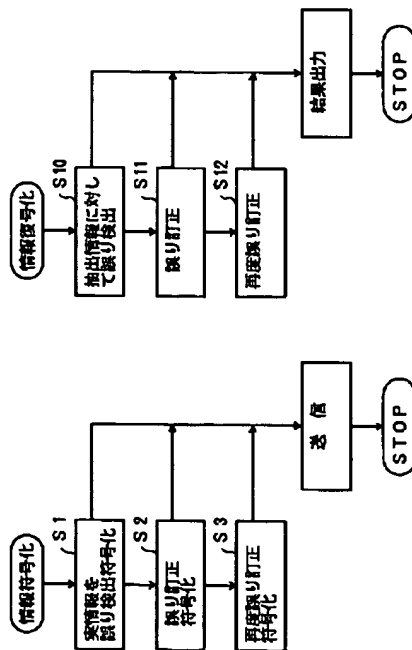 情報符号化
S1
実情報を
誤り検出符号化
S2
誤り訂正
符号化
S3
再度誤り訂正
符号化
送信
STOP
情報復号化
S10
抽出情報に対し
て誤り検出
S11
誤り訂正
S12
再度誤り訂正
結果出力
STOP